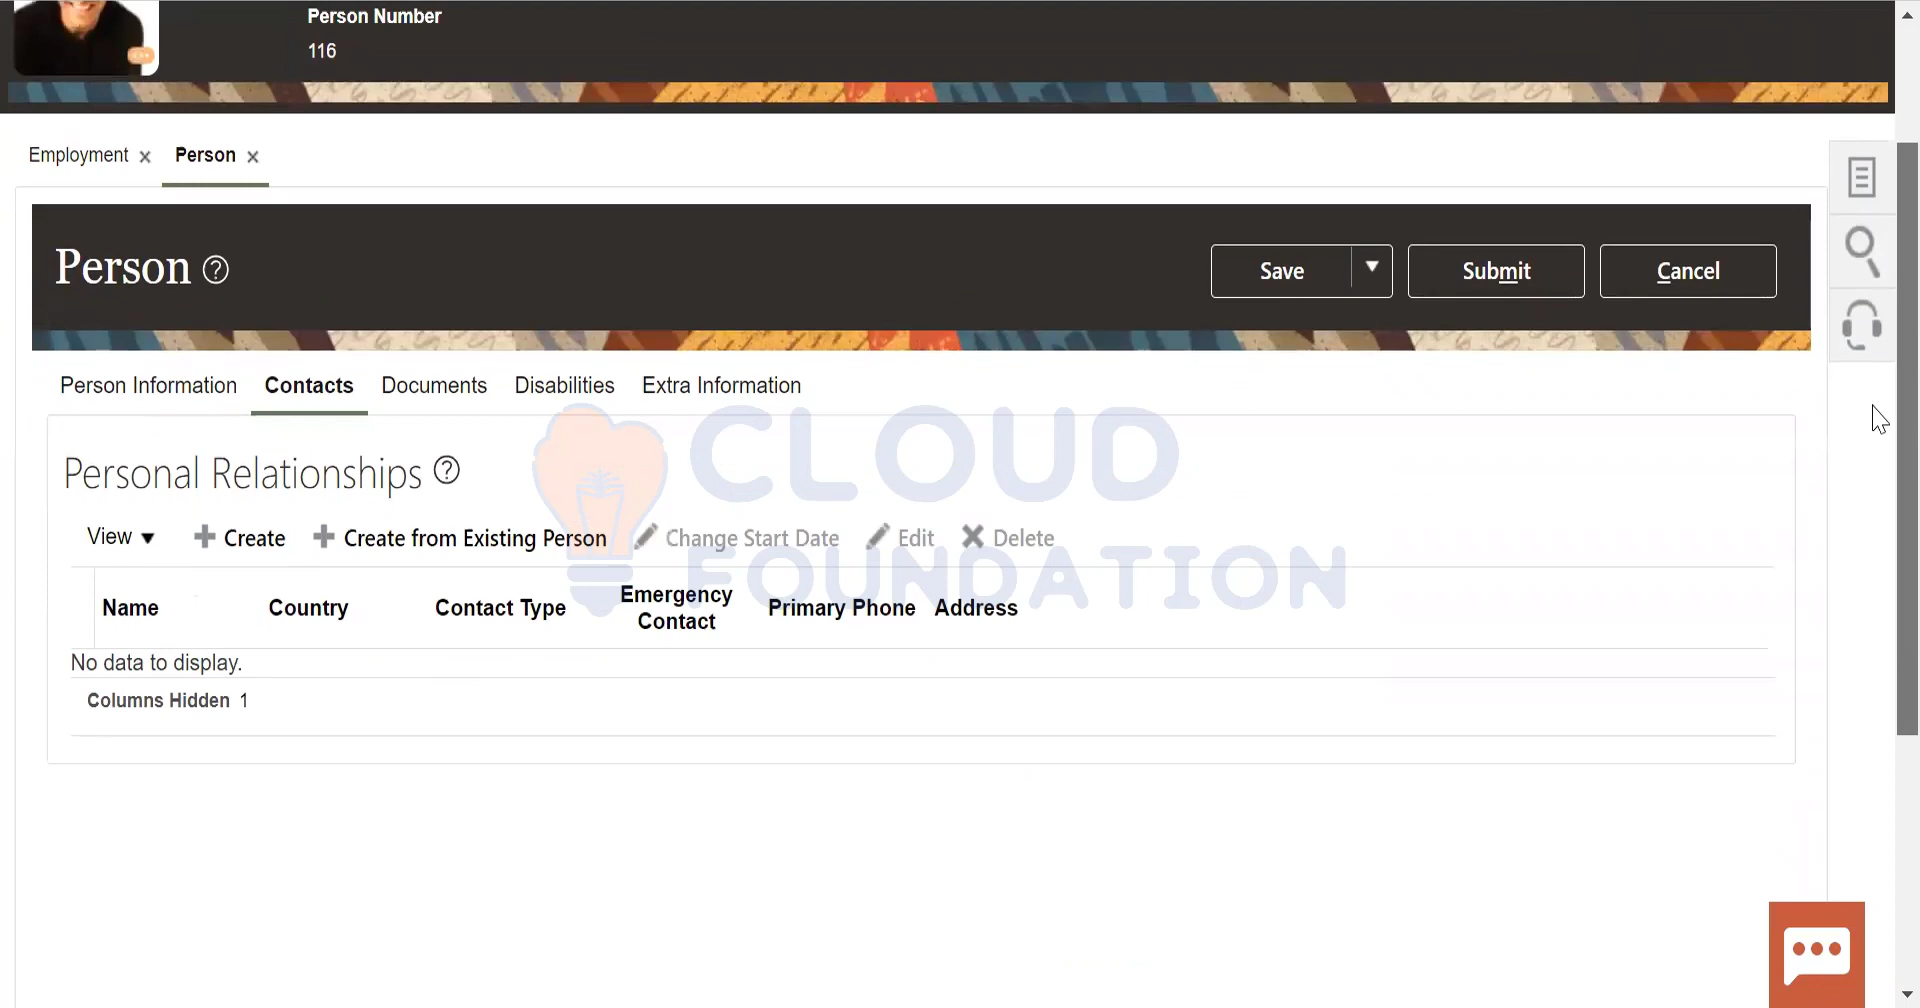 Person Number
116
Employment Person
Person
Save Submit Cancel
Person Information Contacts Documents Disabilities Extra Information
Personal Relationships
View Create Create from Existing Person Change Start Date Edit Delete
Name Country Contact Type Emergency Contact Primary Phone Address
No data to display.
Columns Hidden 1
CLOUD
FOUNDATION